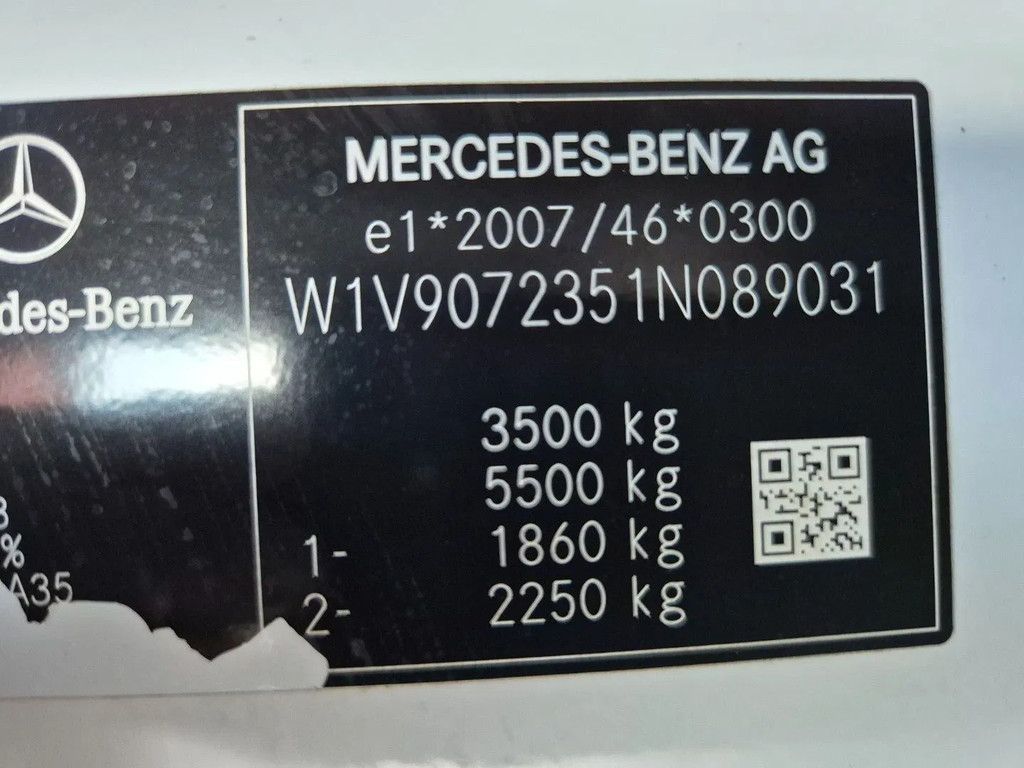 MERCEDES-BENZ AG
e1*2007/46*0300
W1V9072351N089031
des-Benz
3500 kg
5500 kg
1- 1860 kg
2- 2250 kg
%
A35